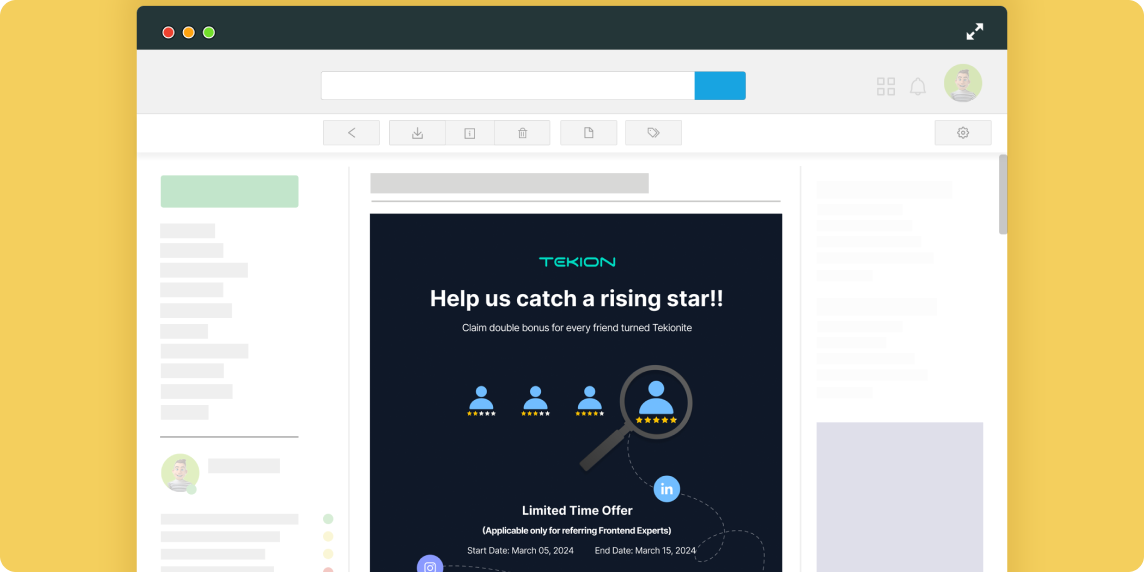 TEKION
Help us catch a rising star!!
Claim double bonus for every friend turned Tekionite
in
Limited Time Offer
(Applicable only for referring Frontend Experts)
Start Date: March 05, 2024 End Date: March 15, 2024